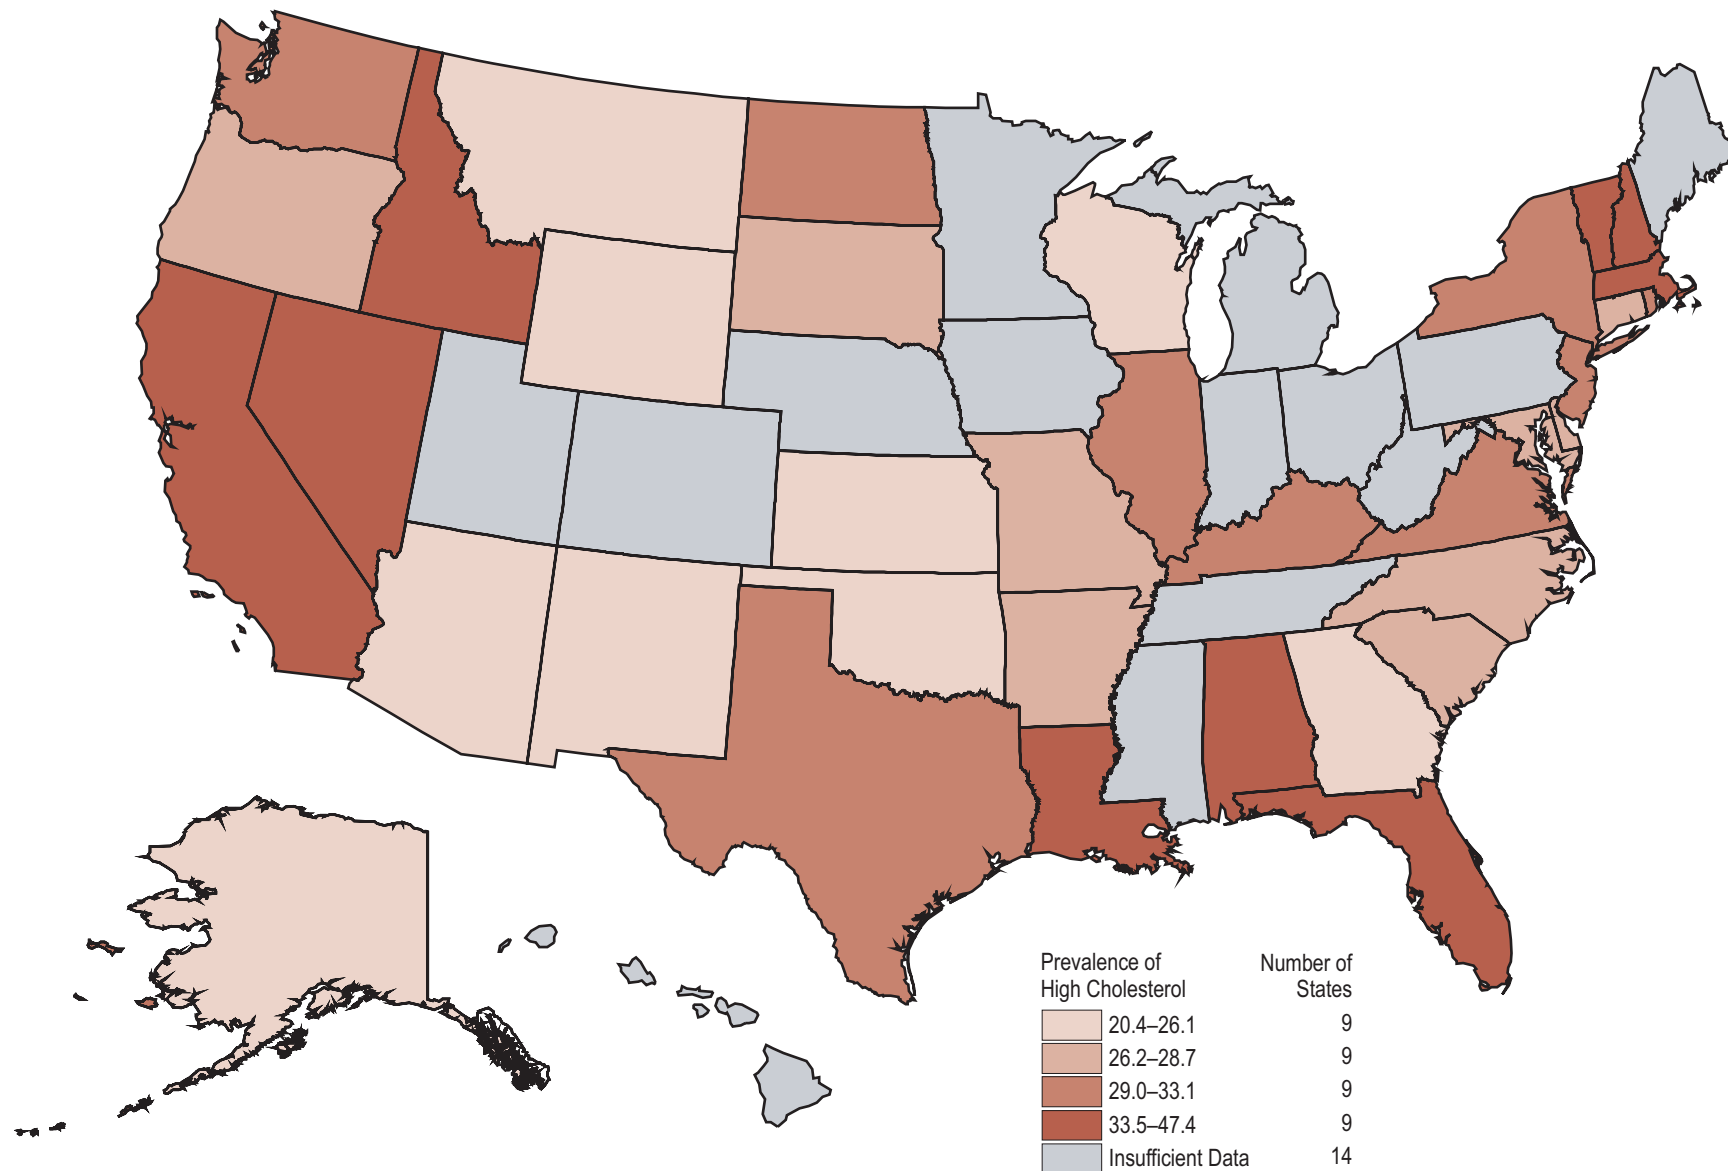 Prevalence of Number of
High Cholesterol States
20.4–26.1 9
26.2–28.7 9
29.0–33.1 9
33.5–47.4 9
Insufficient Data 14